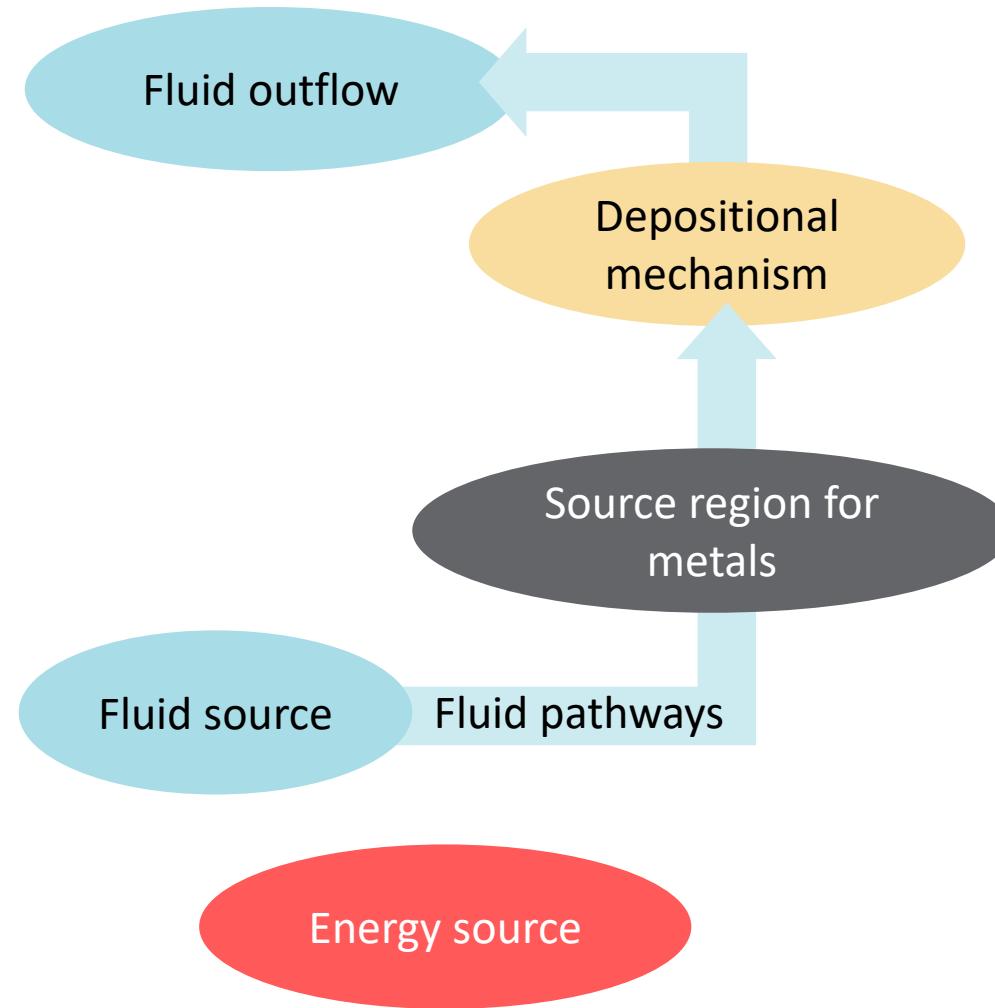 Fluid outflow
Depositional
mechanism
Source region for
metals
Fluid source
Fluid pathways
Energy source